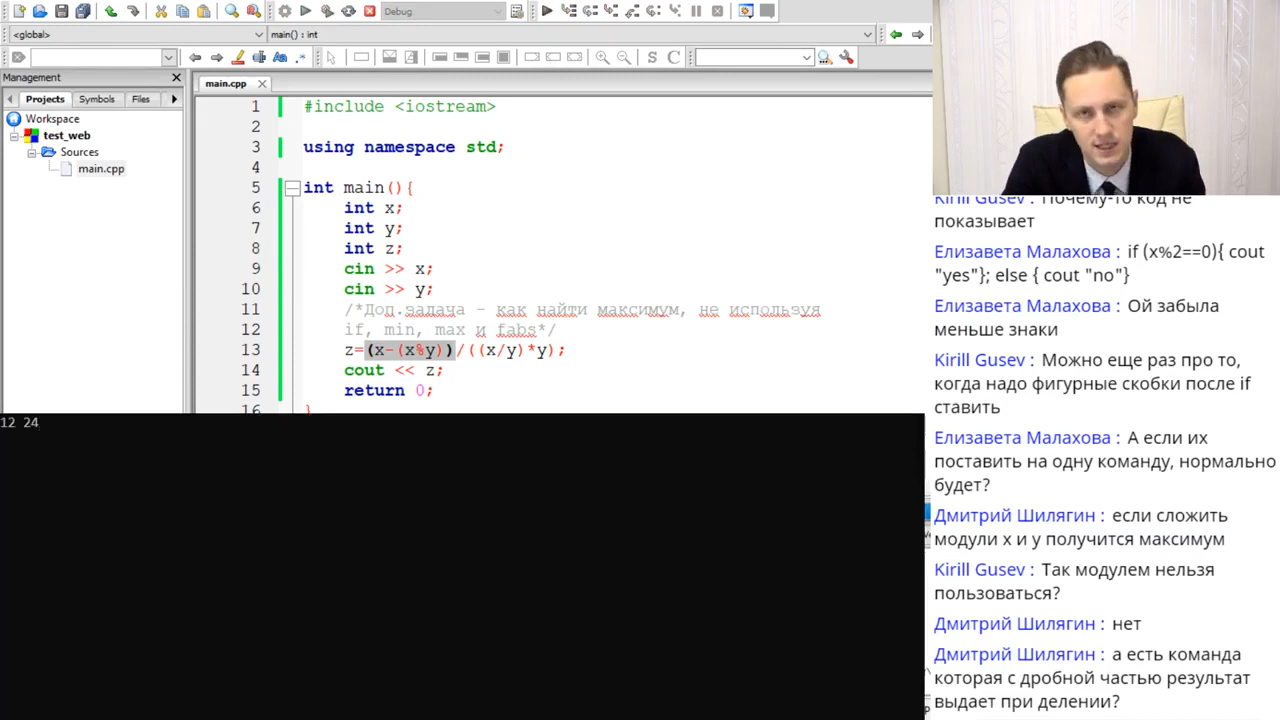 Debug
<global>
main() : int
S C
Management
main.cpp
Projects Symbols Files
Workspace
test_web
Sources
main.cpp
1 #include <iostream>
2
3 using namespace std;
4
5 int main(){
6 int x;
7 int y;
8 int z;
9 cin >> x;
10 cin >> y;
11 /*Доп.задача - как найти максимум, не используя
12 if, min, max и fabs*/
13 z=(x-(x%y))/((x/y)*y);
14 cout << z;
15 return 0;
16 }
12 24
Kirill Gusev : Почему-то код не
показывает
Елизавета Малахова : if (x%2==0){ cout
"yes"}; else { cout "no"}
Елизавета Малахова : Ой забыла
меньше знаки
Kirill Gusev : Можно еще раз про то,
когда надо фигурные скобки после if
ставить
Елизавета Малахова : А если их
поставить на одну команду, нормально
будет?
Дмитрий Шилягин : если сложить
модули x и y получится максимум
Kirill Gusev : Так модулем нельзя
пользоваться?
Дмитрий Шилягин : нет
Дмитрий Шилягин : а есть команда
которая с дробной частью результат
выдает при делении?